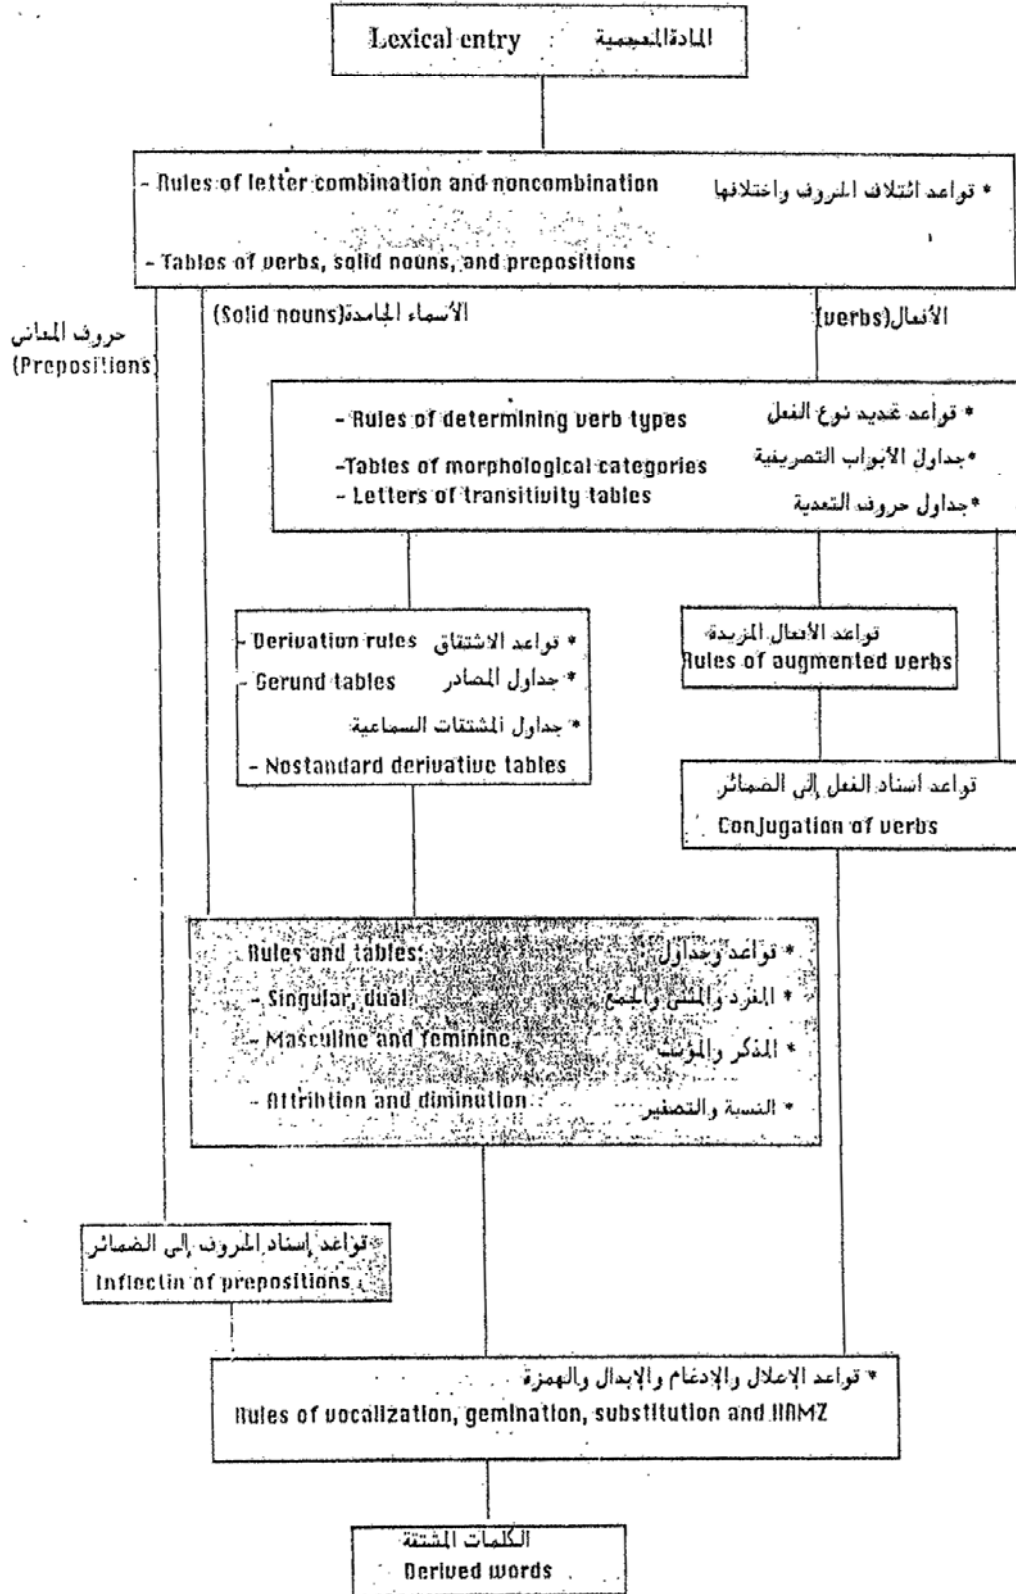 Lexical entry : المادة المعجمية
- Rules of letter combination and noncombination * قواعد ائتلاف الحروف واختلافها
- Tables of verbs, solid nouns, and prepositions
(Solid nouns) الأسماء الجامدة
(verbs) الأفعال
حروف المعاني
(Prepositions)
- Rules of determining verb types * قواعد تحديد نوع الفعل
-Tables of morphological categories *جداول الأبواب التصريفية
- Letters of transitivity tables *جداول حروف التعدية
- Derivation rules * قواعد الاشتقاق
- Gerund tables * جداول المصادر
* جداول المشتقات السماعية
- Nostandard derivative tables
قواعد الأفعال المزيدة
Rules of augmented verbs
قواعد اسناد الفعل إلى الضمائر
Conjugation of verbs
Rules and tables: * قواعد وجداول :
- Singular, dual * المفرد والمثنى والجمع
- Masculine and feminine * المذكر والمؤنث
- Attribtion and diminution * النسبة والتصغير
* قواعد إسناد الحروف إلى الضمائر
Inflectin of prepositions
* قواعد الإعلال والإدغام والإبدال والهمزة
Rules of vocalization, gemination, substitution and HAMZ
الكلمات المشتقة
Derived words